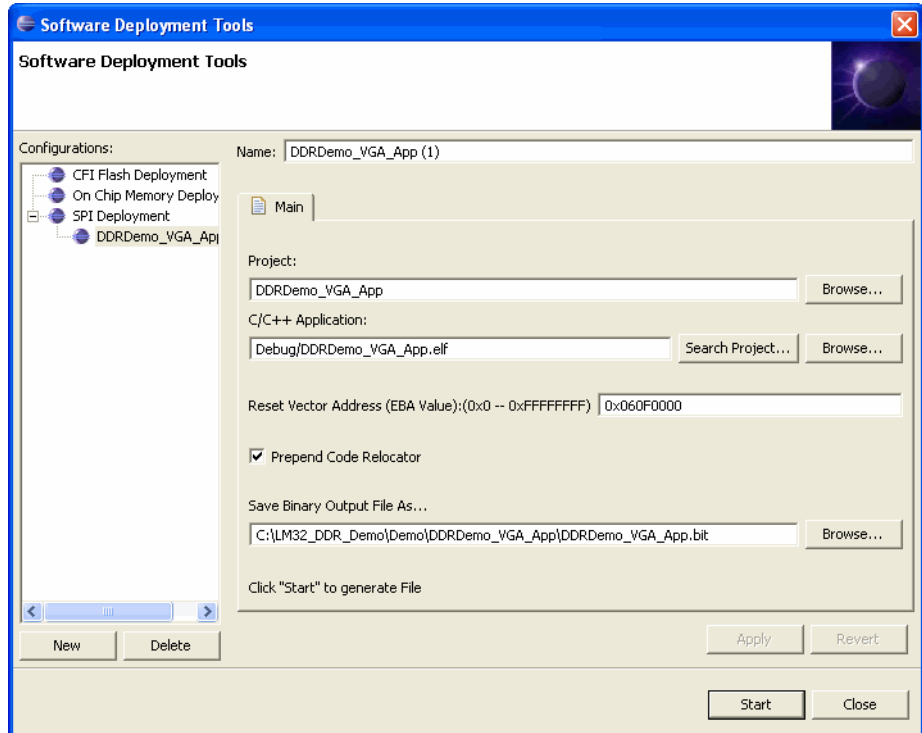 Software Deployment Tools
Software Deployment Tools
Configurations:
CFI Flash Deployment
On Chip Memory Deploy
SPI Deployment
DDRDemo_VGA_App
New
Delete
Name: DDRDemo_VGA_App (1)
Main
Project:
DDRDemo_VGA_App
Browse...
C/C++ Application:
Debug/DDRDemo_VGA_App.elf
Search Project...
Browse...
Reset Vector Address (EBA Value):(0x0 -- 0xFFFFFFFF) 0x060F0000
Prepend Code Relocator
Save Binary Output File As...
C:\LM32_DDR_Demo\Demo\DDRDemo_VGA_App\DDRDemo_VGA_App.bit
Browse...
Click "Start" to generate File
Apply
Revert
Start
Close